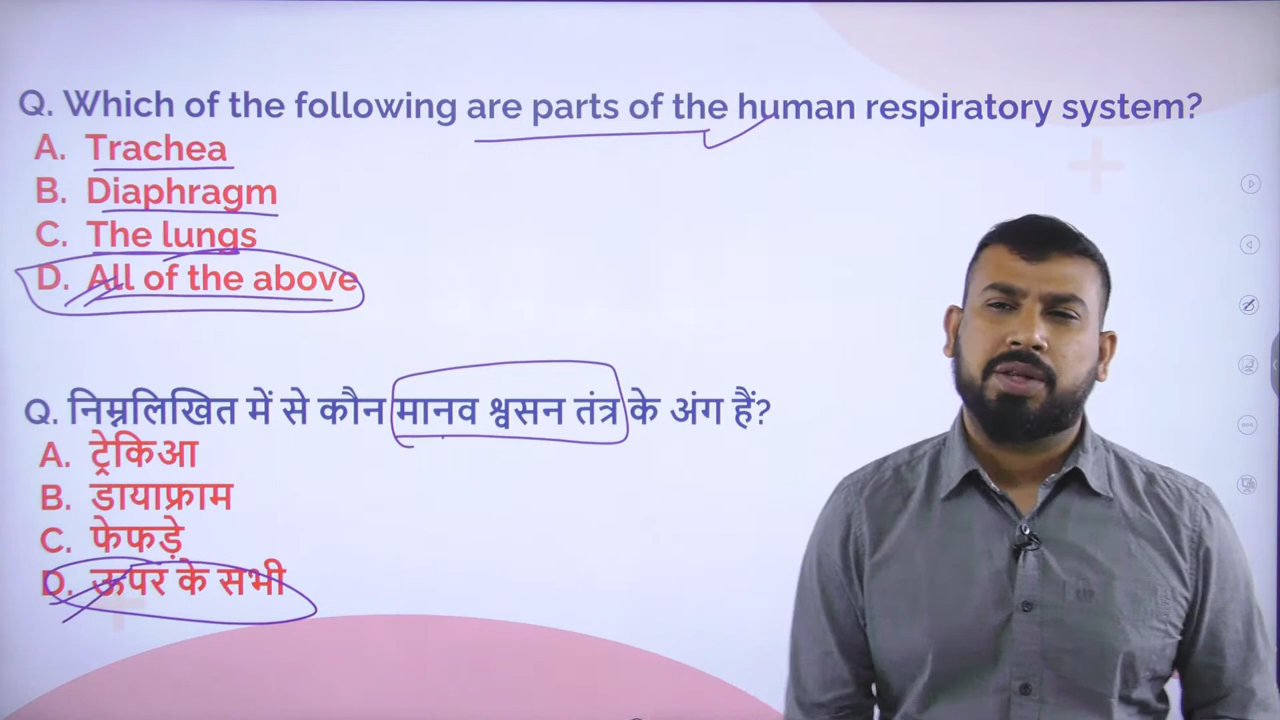 Q. Which of the following are parts of the human respiratory system?
A. Trachea
B. Diaphragm
C. The lungs
D. All of the above
Q. निम्नलिखित में से कौन मानव श्वसन तंत्र के अंग हैं?
A. ट्रेकिआ
B. डायाफ्राम
C. फेफड़े
D. ऊपर के सभी